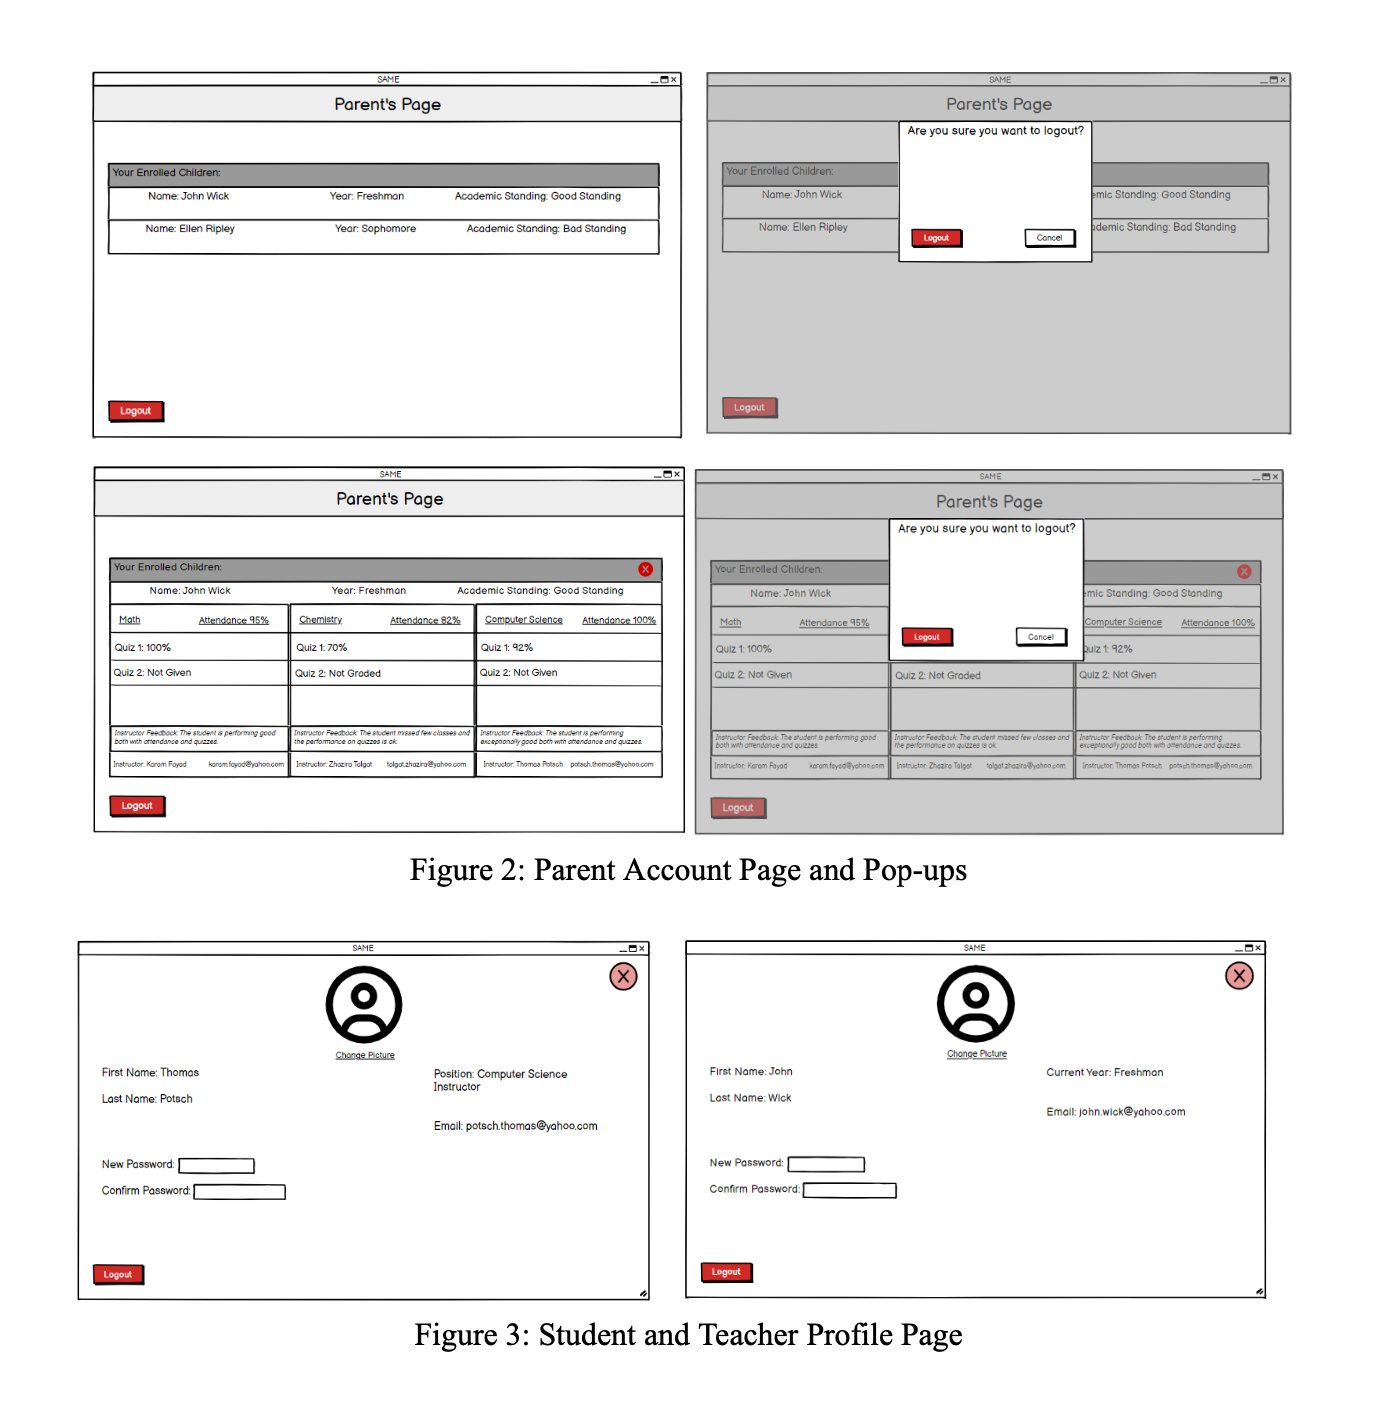 SAME
Parent's Page
Your Enrolled Children:
Name: John Wick Year: Freshman Academic Standing: Good Standing
Name: Ellen Ripley Year: Sophomore Academic Standing: Bad Standing
Logout
SAME
Parent's Page
Are you sure you want to logout?
Your Enrolled Children:
Name: John Wick emic Standing: Good Standing
Name: Ellen Ripley ademic Standing: Bad Standing
Logout Cancel
Logout
SAME
Parent's Page
Your Enrolled Children: X
Name: John Wick Year: Freshman Academic Standing: Good Standing
Math Attendance 95% Chemistry Attendance 82% Computer Science Attendance 100%
Quiz 1: 100% Quiz 1: 70% Quiz 1: 92%
Quiz 2: Not Given Quiz 2: Not Graded Quiz 2: Not Given
Instructor Feedback: The student is performing good
both with attendance and quizzes.
Instructor Feedback: The student missed few classes and
the performance on quizzes is ok.
Instructor Feedback: The student is performing
exceptionally good both with attendance and quizzes.
Instructor: Karam Fayad karam.fayad@yahoo.com Instructor: Zhazira Talgat talgat.zhazira@yahoo.com Instructor: Thomas Potsch potsch.thomas@yahoo.com
Logout
SAME
Parent's Page
Are you sure you want to logout?
Your Enrolled Children: X
Name: John Wick emic Standing: Good Standing
Math Attendance 95% Computer Science Attendance 100%
Logout Cancel
Quiz 1: 100% Quiz 1: 92%
Quiz 2: Not Given Quiz 2: Not Graded Quiz 2: Not Given
Instructor Feedback: The student is performing good
both with attendance and quizzes.
Instructor Feedback: The student missed few classes and
the performance on quizzes is ok.
Instructor Feedback: The student is performing
exceptionally good both with attendance and quizzes.
Instructor: Karam Fayad karam.fayad@yahoo.com Instructor: Zhazira Talgat talgat.zhazira@yahoo.com Instructor: Thomas Potsch potsch.thomas@yahoo.com
Logout
Figure 2: Parent Account Page and Pop-ups
SAME
X
Change Picture
First Name: Thomas
Last Name: Potsch
Position: Computer Science
Instructor
Email: potsch.thomas@yahoo.com
New Password:
Confirm Password:
Logout
SAME
X
Change Picture
First Name: John
Last Name: Wick
Current Year: Freshman
Email: john.wick@yahoo.com
New Password:
Confirm Password:
Logout
Figure 3: Student and Teacher Profile Page